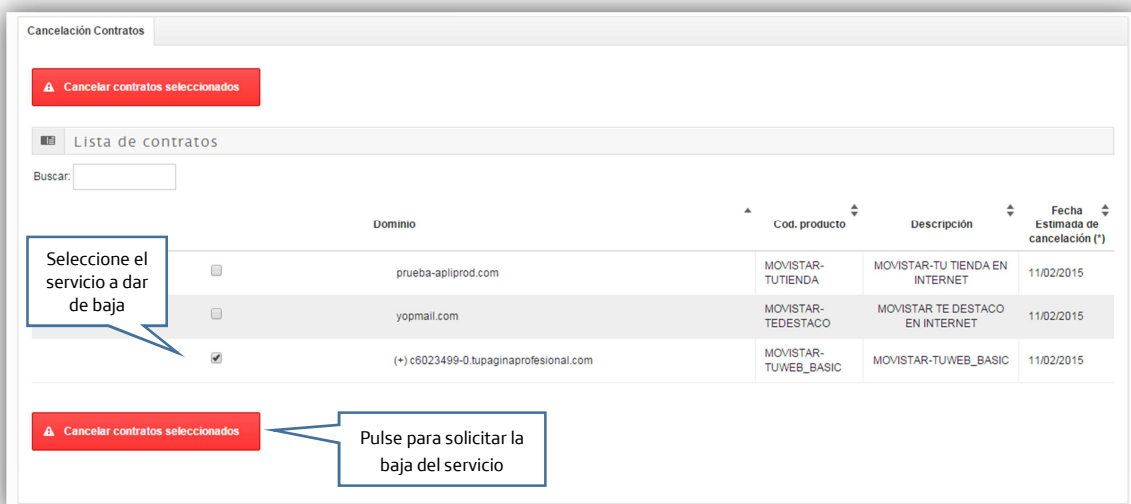 Cancelación Contratos
Cancelar contratos seleccionados
Lista de contratos
Buscar:
Dominio
Cod. producto
Descripción
Fecha
Estimada de
cancelación (*)
Seleccione el
servicio a dar
de baja
prueba-apliprod.com
MOVISTAR-
TUTIENDA
MOVISTAR-TU TIENDA EN
INTERNET
11/02/2015
yopmail.com
MOVISTAR-
TEDESTACO
MOVISTAR TE DESTACO
EN INTERNET
11/02/2015
(+) c6023499-0.tupaginaprofesional.com
MOVISTAR-
TUWEB_BASIC
MOVISTAR-TUWEB_BASIC
11/02/2015
Cancelar contratos seleccionados
Pulse para solicitar la
baja del servicio